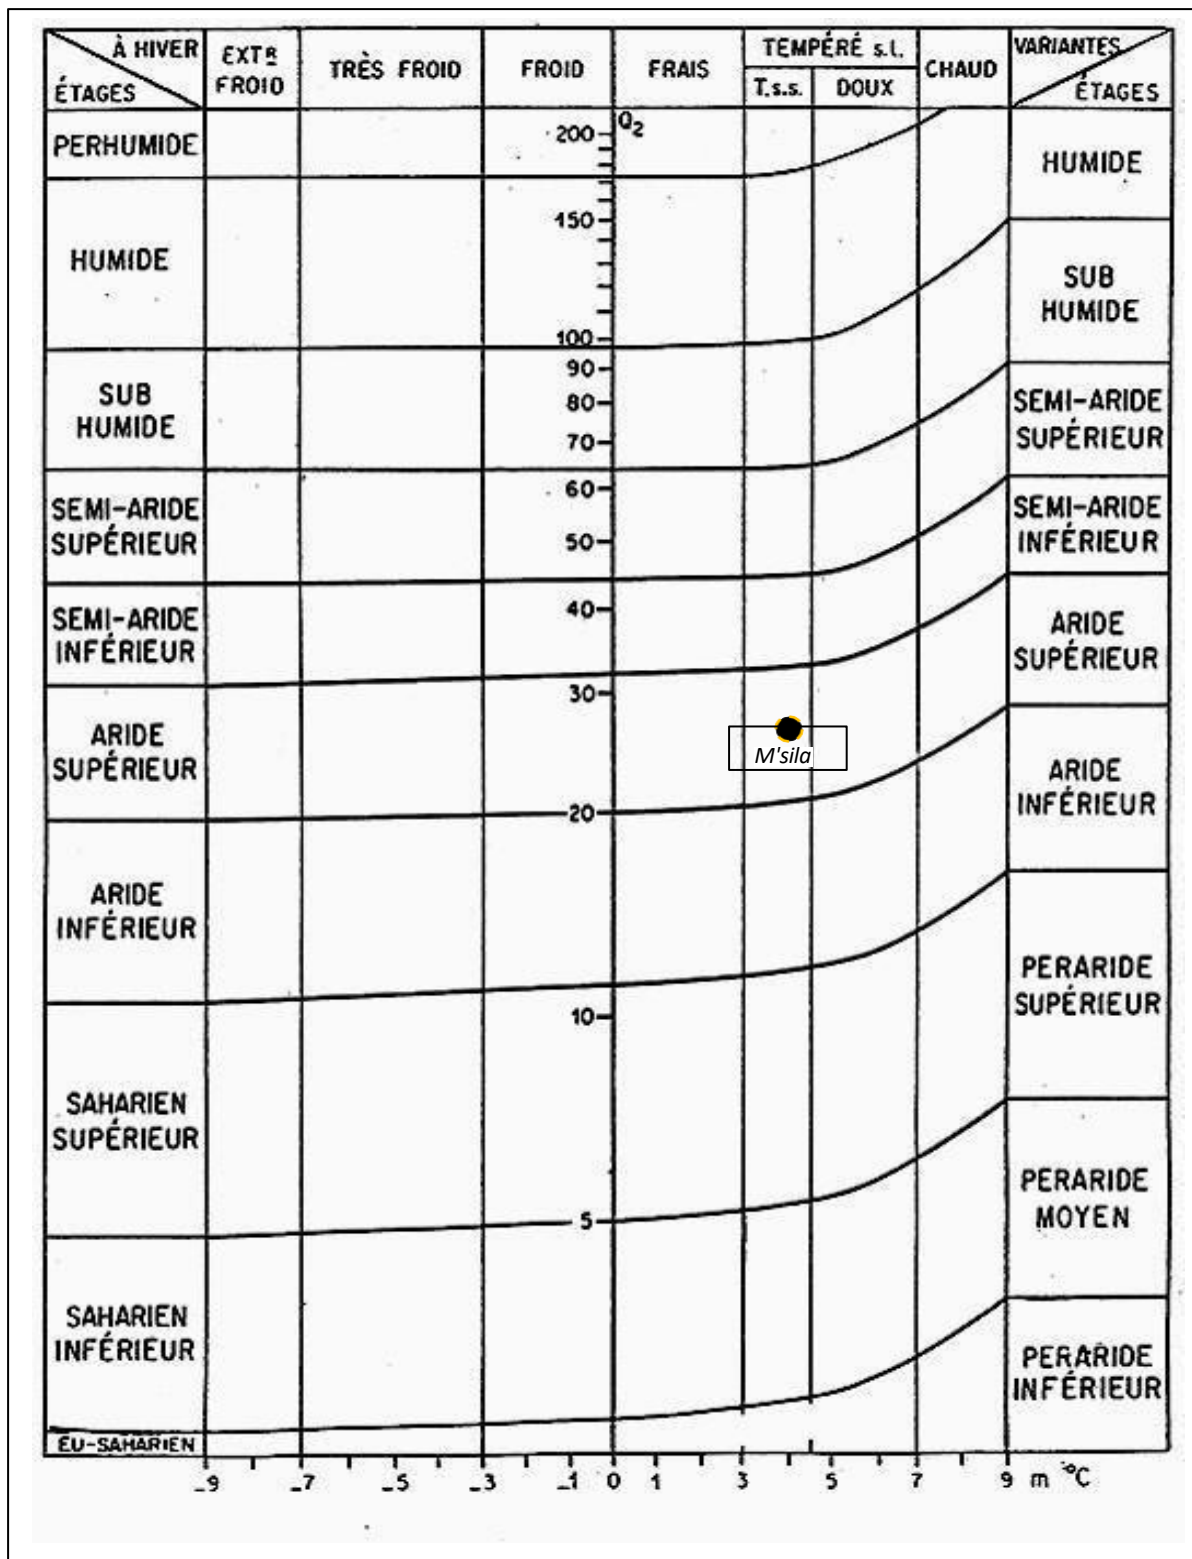 À HIVER
ÉTAGES
EXTR
FROID
TRÈS FROID
FROID
FRAIS
TEMPÉRÉ s.l.
T.s.s.
DOUX
CHAUD
VARIANTES
ÉTAGES
PERHUMIDE
HUMIDE
SUB
HUMIDE
SEMI-ARIDE
SUPÉRIEUR
SEMI-ARIDE
INFÉRIEUR
ARIDE
SUPÉRIEUR
ARIDE
INFÉRIEUR
SAHARIEN
SUPÉRIEUR
SAHARIEN
INFÉRIEUR
EU-SAHARIEN
Q2
200
150
100
90
80
70
60
50
40
30
20
10
5
M'sila
HUMIDE
SUB
HUMIDE
SEMI-ARIDE
SUPÉRIEUR
SEMI-ARIDE
INFÉRIEUR
ARIDE
SUPÉRIEUR
ARIDE
INFÉRIEUR
PERARIDE
SUPÉRIEUR
PERARIDE
MOYEN
PERARIDE
INFÉRIEUR
-9 -7 -5 -3 -1 0 1 3 5 7 9 m °C